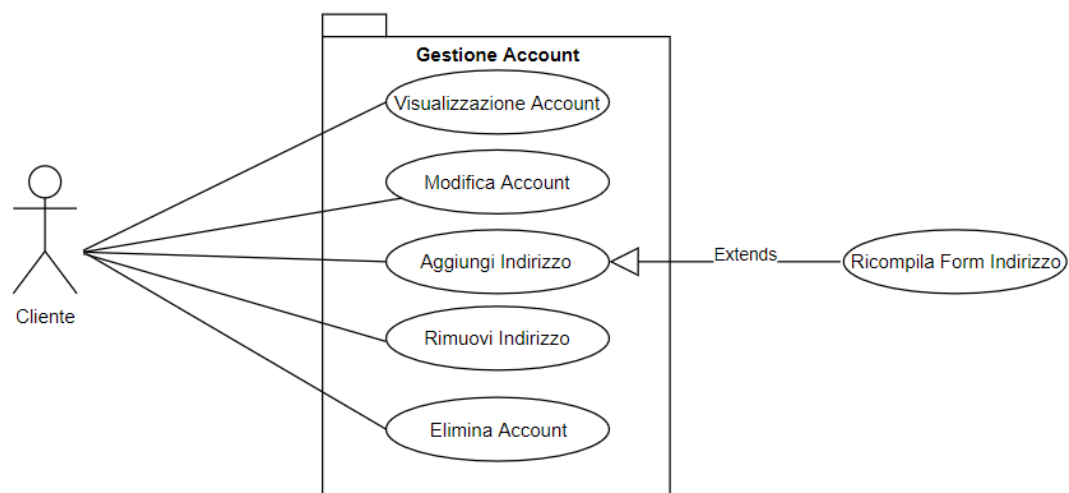 Gestione Account
Visualizzazione Account
Modifica Account
Aggiungi Indirizzo
Extends
Ricompila Form Indirizzo
Cliente
Rimuovi Indirizzo
Elimina Account